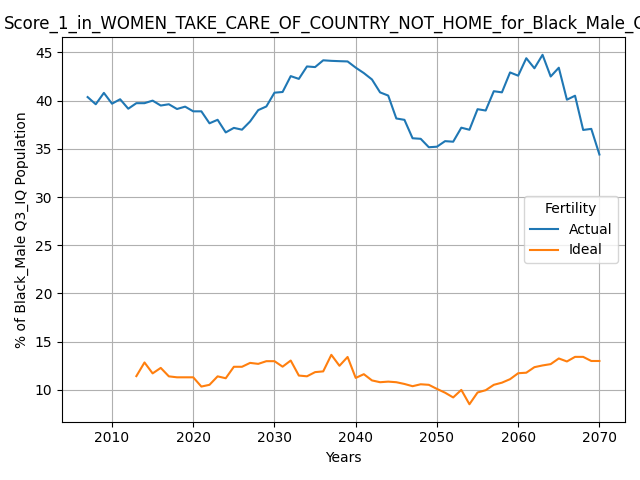 Score_1_in_WOMEN_TAKE_CARE_OF_COUNTRY_NOT_HOME_for_Black_Male_
45
40
35
30
25
20
15
10
% of Black_Male Q3_IQ Population
Fertility
Actual
Ideal
2010 2020 2030 2040 2050 2060 2070
Years